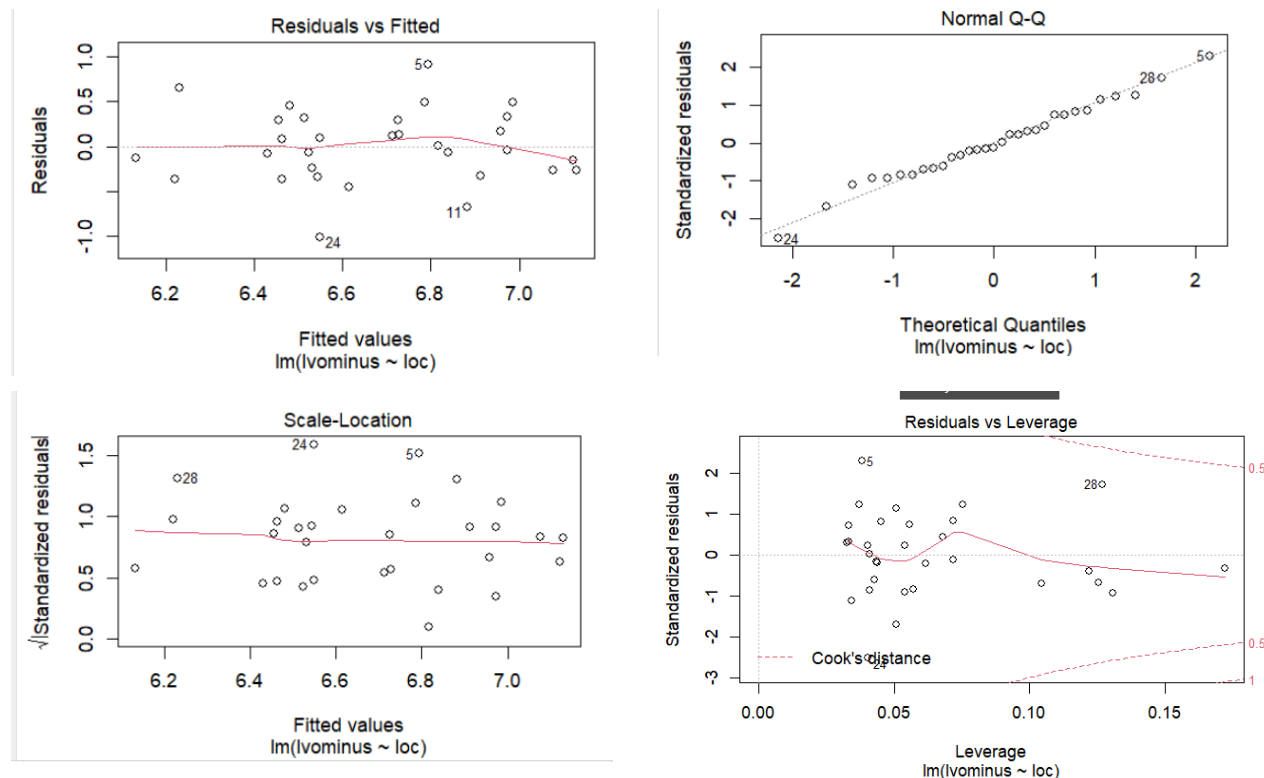 Residuals vs Fitted
Residuals
1.0
0.5
0.0
-1.0
5
11
24
6.2 6.4 6.6 6.8 7.0
Fitted values
lm(lvominus ~ loc)
Normal Q-Q
Standardized residuals
2
1
0
-1
-2
28
5
24
-2 -1 0 1 2
Theoretical Quantiles
lm(lvominus ~ loc)
Scale-Location
√|Standardized residuals|
1.5
1.0
0.5
0.0
24
5
28
6.2 6.4 6.6 6.8 7.0
Fitted values
lm(lvominus ~ loc)
Residuals vs Leverage
Standardized residuals
2
1
0
-1
-2
-3
5
28
24
Cook's distance
0.5
0.5
1
0.00 0.05 0.10 0.15
Leverage
lm(lvominus ~ loc)